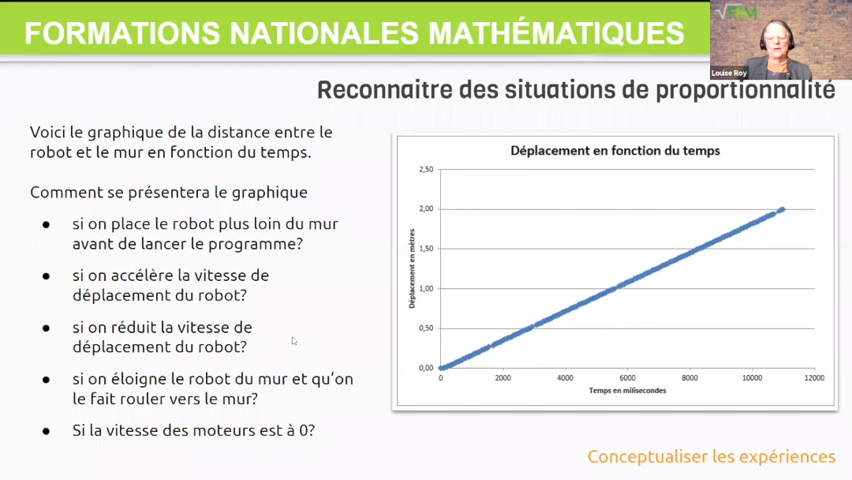 FORMATIONS NATIONALES MATHÉMATIQUES
Louise Roy
Reconnaitre des situations de proportionnalité
Voici le graphique de la distance entre le
robot et le mur en fonction du temps.
Comment se présentera le graphique
● si on place le robot plus loin du mur
avant de lancer le programme?
● si on accélère la vitesse de
déplacement du robot?
● si on réduit la vitesse de
déplacement du robot?
● si on éloigne le robot du mur et qu'on
le fait rouler vers le mur?
● Si la vitesse des moteurs est à 0?
Déplacement en fonction du temps
Déplacement en mètres
2,50
2,00
1,50
1,00
0,50
0,00
0 2000 4000 6000 8000 10000 12000
Temps en milisecondes
Conceptualiser les expériences